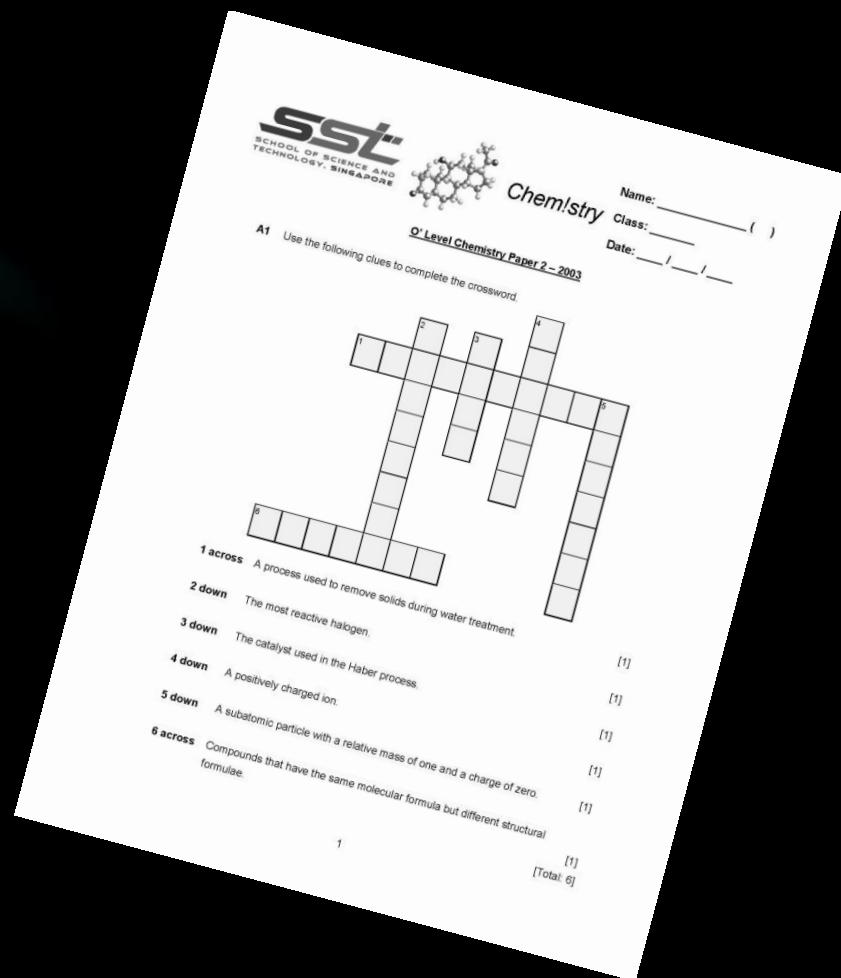 SST
SCHOOL OF SCIENCE AND
TECHNOLOGY, SINGAPORE
Chem!stry
Name: ____________ ( )
Class: ______
Date: ___ / ___ / ___
O' Level Chemistry Paper 2 – 2003
A1 Use the following clues to complete the crossword.
2
4
3
1
5
6
1 across A process used to remove solids during water treatment.
[1]
2 down The most reactive halogen.
[1]
3 down The catalyst used in the Haber process.
[1]
4 down A positively charged ion.
[1]
5 down A subatomic particle with a relative mass of one and a charge of zero.
[1]
6 across Compounds that have the same molecular formula but different structural
formulae.
[1]
[Total: 6]
1